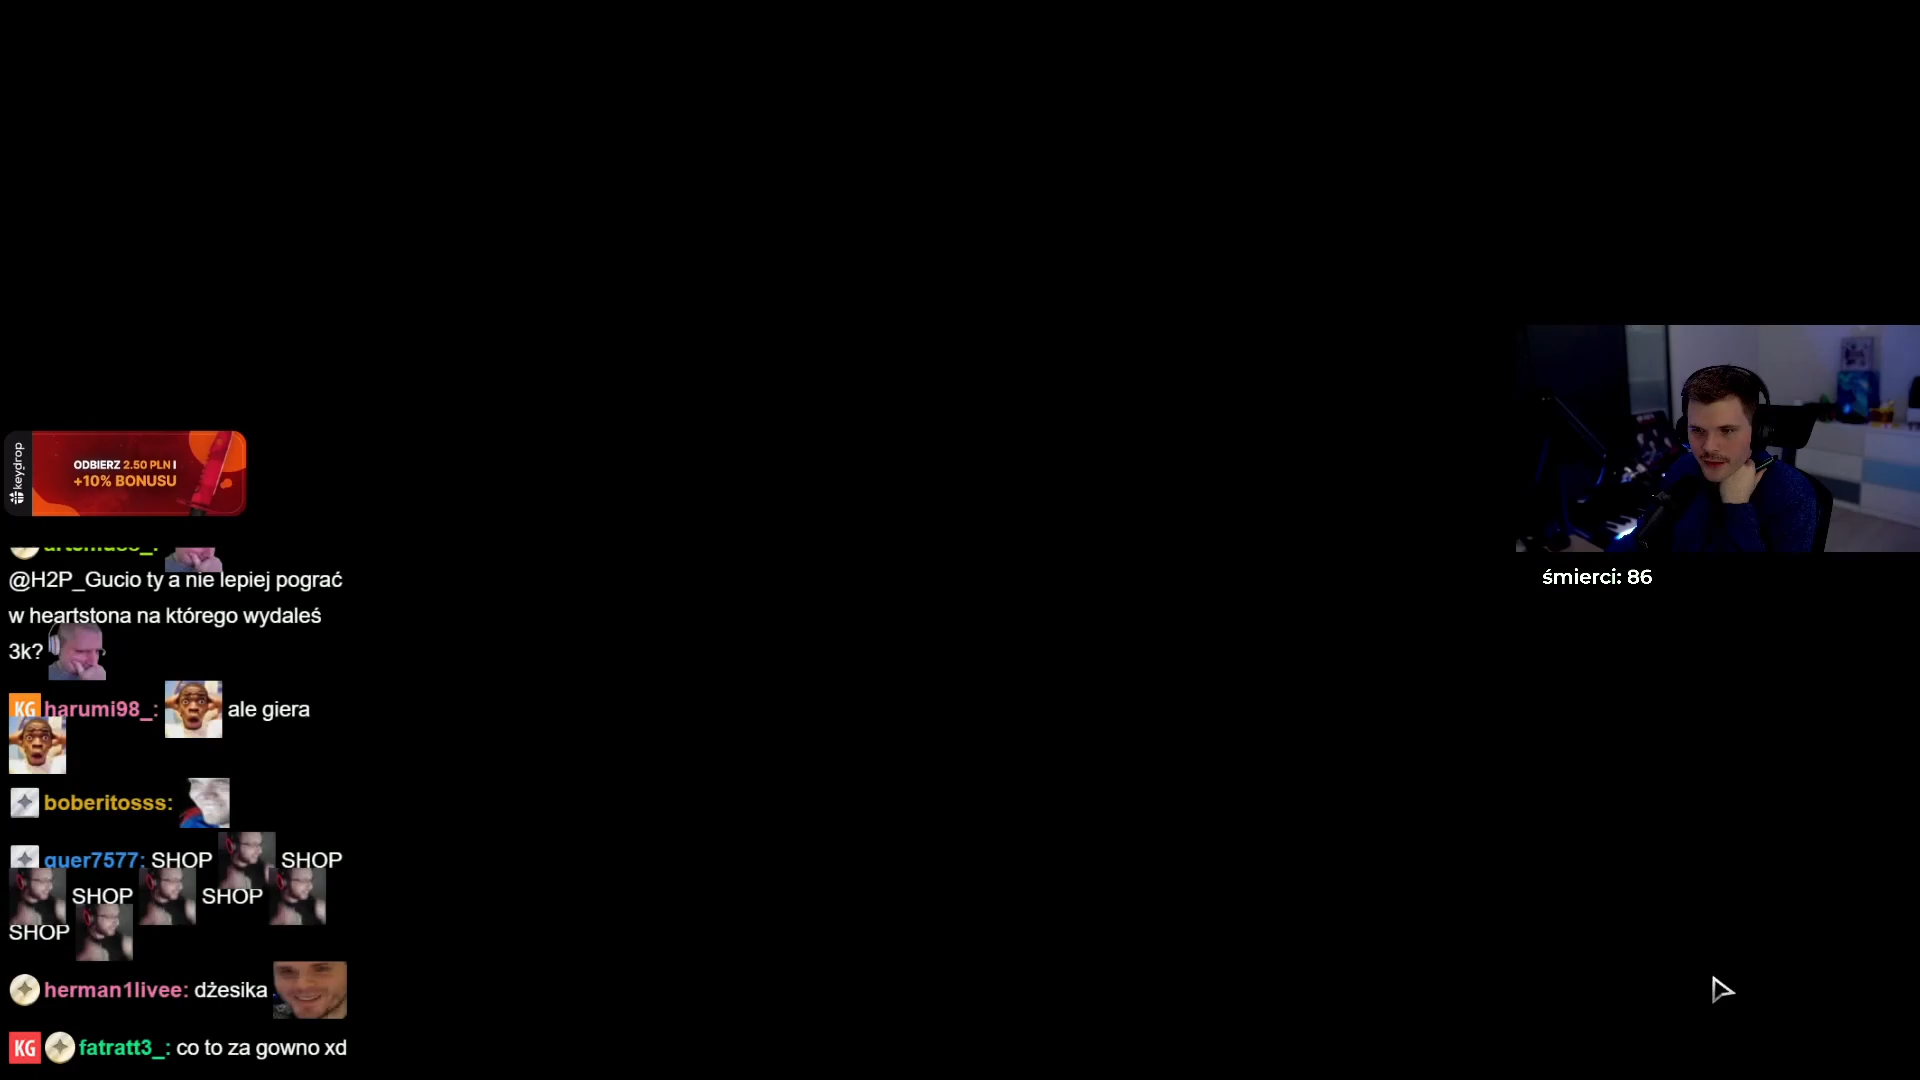 keydrop
ODBIERZ 2.50 PLN I
+10% BONUSU
@H2P_Gucio ty a nie lepiej pograć
w heartstona na którego wydaleś
3k?
KG harumi98_: ale giera
boberitosss:
quer7577: SHOP SHOP
SHOP SHOP
SHOP
herman1livee: dżesika
KG fatratt3_: co to za gowno xd
śmierci: 86